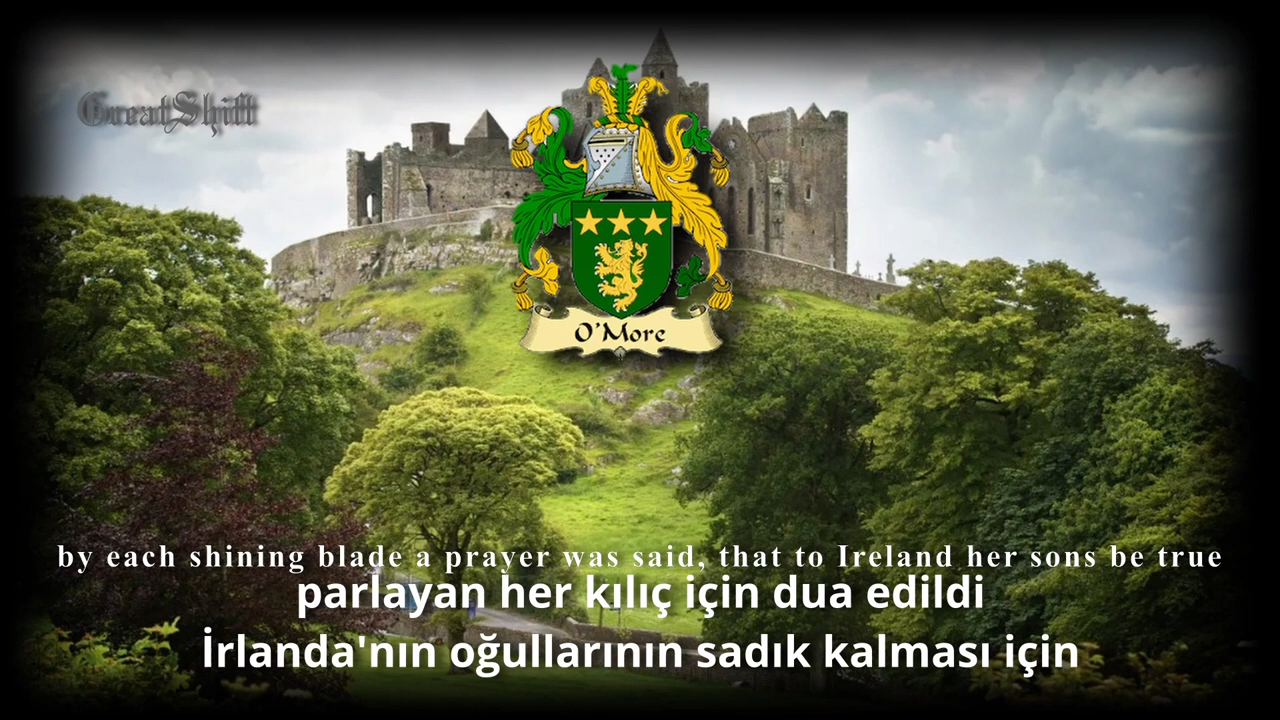 GreatShift
O'More
by each shining blade a prayer was said, that to Ireland her sons be true
parlayan her kılıç için dua edildi
İrlanda'nın oğullarının sadık kalması için